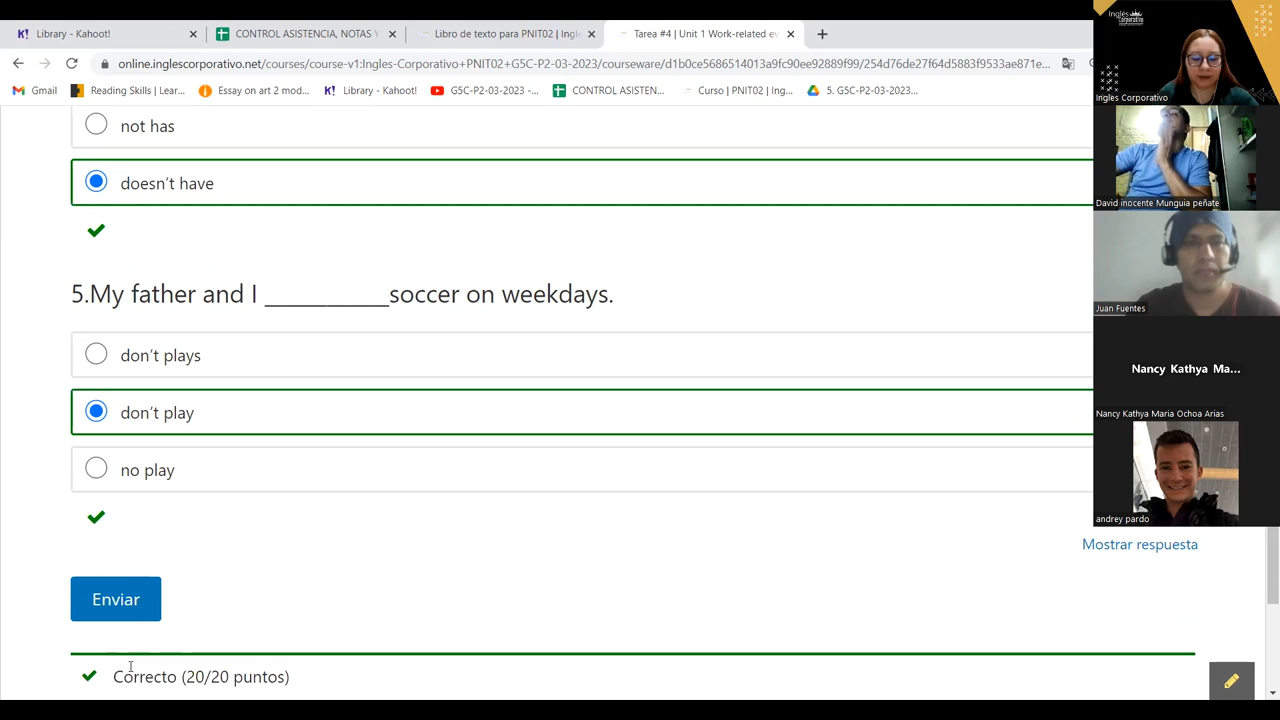 Library - Kahoot!
CONTROL ASISTENCIA, NOTAS Y
Libro de texto para PNIT02 | Ingl
Tarea #4 | Unit 1 Work-related ev
online.inglescorporativo.net/courses/course-v1:Ingles-Corporativo+PNIT02+G5C-P2-03-2023/courseware/d1b0ce5686514013a9fc90ee92889f99/254d76de27f64d5883f9533ae871e...
Gmail
Reading Skills | Lear...
Essay on art 2 mod...
Library - Kahoot!
G5C-P2-03-2023 -...
CONTROL ASISTEN...
Curso | PNIT02 | Ing...
5. G5C-P2-03-2023...
not has
doesn't have
5.My father and I ___________soccer on weekdays.
don't plays
don't play
no play
Mostrar respuesta
Enviar
Correcto (20/20 puntos)
Inglés
Corporativo
Ingles Corporativo
David inocente Munguia peñate
Juan Fuentes
Nancy Kathya Ma...
Nancy Kathya Maria Ochoa Arias
andrey pardo